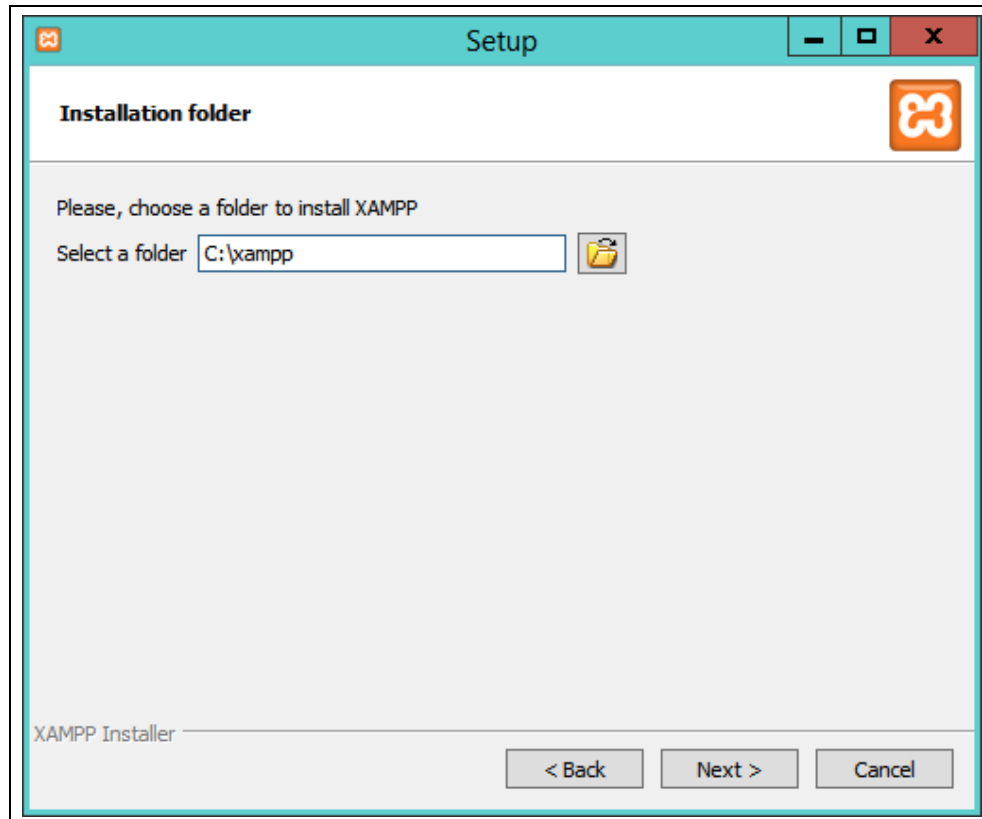 Setup
Installation folder
Please, choose a folder to install XAMPP
Select a folder C:\xampp
XAMPP Installer
< Back Next > Cancel